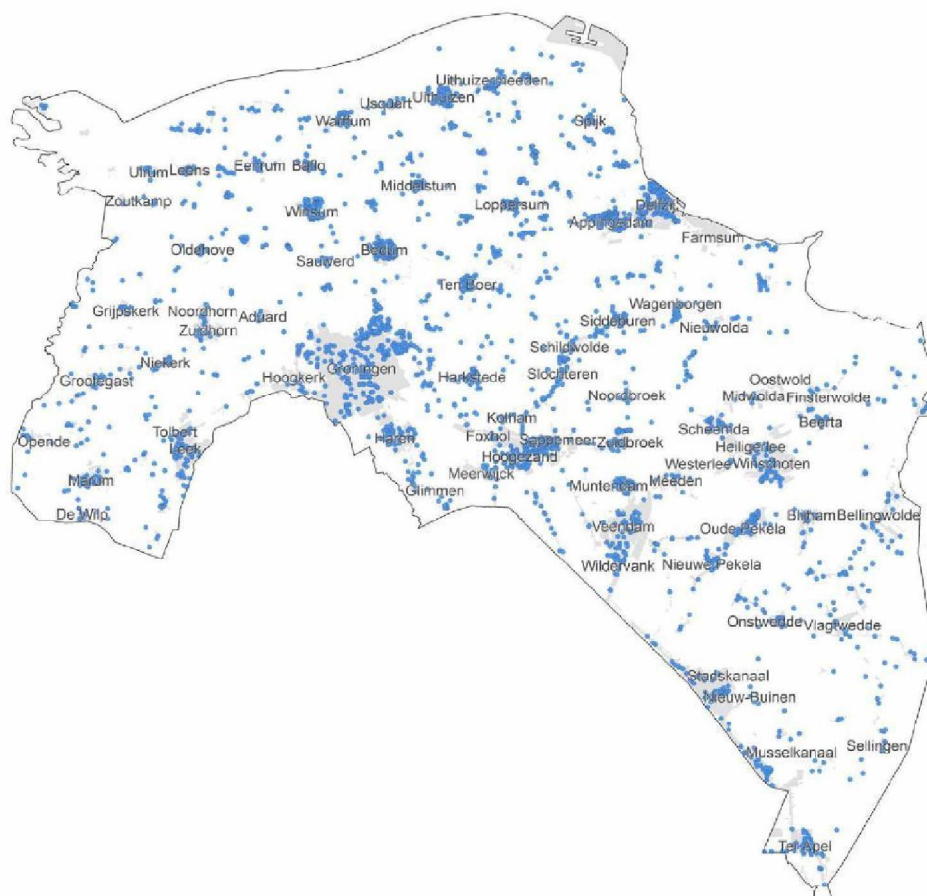 Uithuizermeeden
Uithuizen
Usquert
Warffum
Spijk
Eenrum
Baflo
Ulrum
Leens
Middelstum
Zoutkamp
Loppersum
Winsum
Delfzijl
Appingedam
Farmsum
Oldehove
Bedum
Sauwerd
Ten Boer
Wagenborgen
Grijpskerk
Noordhorn
Aduard
Siddeburen
Nieuwolda
Zuidhorn
Schildwolde
Niekerk
Groningen
Slochteren
Grootegast
Hoogkerk
Harkstede
Oostwold
Noordbroek
Midwolda
Finsterwolde
Kolham
Beerta
Tolbert
Foxhol
Sappemeer
Scheemda
Opende
Haren
Zuidbroek
Leek
Heiligerlee
Hoogezand
Westerlee
Winschoten
Meerwijck
Marum
Glimmen
Muntendam
Meeden
De Wilp
Veendam
Oude Pekela
Blijham
Bellingwolde
Wildervank
Nieuwe Pekela
Onstwedde
Vlagtwedde
Stadskanaal
Nieuw-Buinen
Musselkanaal
Sellingen
Ter Apel